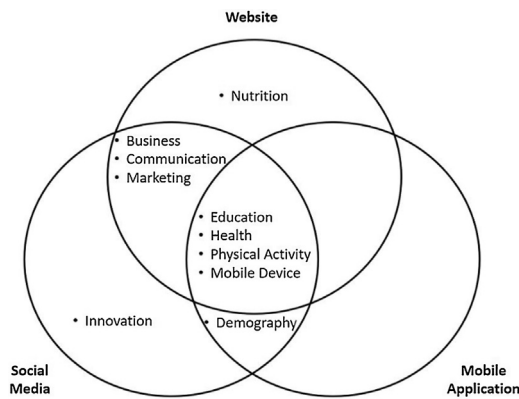 Website
• Nutrition
• Business
• Communication
• Marketing
• Education
• Health
• Physical Activity
• Mobile Device
• Innovation
• Demography
Social
Media
Mobile
Application